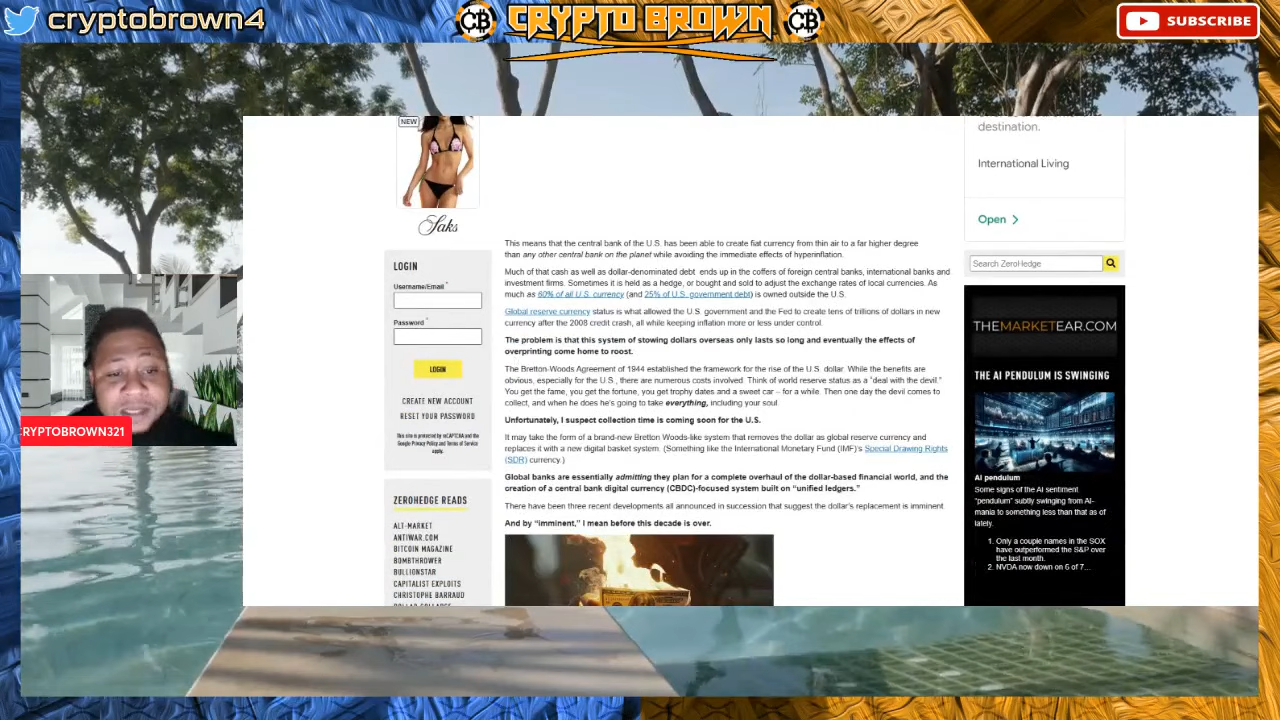 cryptobrown4
CB
CRYPTO BROWN
CB
SUBSCRIBE
NEW
Saks
LOGIN
Username/Email *
Password *
LOGIN
CREATE NEW ACCOUNT
RESET YOUR PASSWORD
This site is protected by reCAPTCHA and the
Google Privacy Policy and Terms of Service
apply.
ZEROHEDGE READS
ALT-MARKET
ANTIWAR.COM
BITCOIN MAGAZINE
BOMBTHROWER
BULLIONSTAR
CAPITALIST EXPLOITS
CHRISTOPHE BARRAUD
RYPTOBROWN321
This means that the central bank of the U.S. has been able to create fiat currency from thin air to a far higher degree
than any other central bank on the planet while avoiding the immediate effects of hyperinflation.
Much of that cash as well as dollar-denominated debt ends up in the coffers of foreign central banks, international banks and
investment firms. Sometimes it is held as a hedge, or bought and sold to adjust the exchange rates of local currencies. As
much as 60% of all U.S. currency (and 25% of U.S. government debt) is owned outside the U.S.
Global reserve currency status is what allowed the U.S. government and the Fed to create tens of trillions of dollars in new
currency after the 2008 credit crash, all while keeping inflation more or less under control.
The problem is that this system of stowing dollars overseas only lasts so long and eventually the effects of
overprinting come home to roost.
The Bretton-Woods Agreement of 1944 established the framework for the rise of the U.S. dollar. While the benefits are
obvious, especially for the U.S., there are numerous costs involved. Think of world reserve status as a "deal with the devil."
You get the fame, you get the fortune, you get trophy dates and a sweet car – for a while. Then one day the devil comes to
collect, and when he does he's going to take everything, including your soul.
Unfortunately, I suspect collection time is coming soon for the U.S.
It may take the form of a brand-new Bretton Woods-like system that removes the dollar as global reserve currency and
replaces it with a new digital basket system. (Something like the International Monetary Fund (IMF)'s Special Drawing Rights
(SDR) currency.)
Global banks are essentially admitting they plan for a complete overhaul of the dollar-based financial world, and the
creation of a central bank digital currency (CBDC)-focused system built on "unified ledgers."
There have been three recent developments all announced in succession that suggest the dollar's replacement is imminent.
And by "imminent," I mean before this decade is over.
destination.
International Living
Open >
Search ZeroHedge
THEMARKETEAR.COM
THE AI PENDULUM IS SWINGING
AI pendulum
Some signs of the AI sentiment
"pendulum" subtly swinging from AI-
mania to something less than that as of
lately.
1. Only a couple names in the SOX
have outperformed the S&P over
the last month.
2. NVDA now down on 6 of 7...